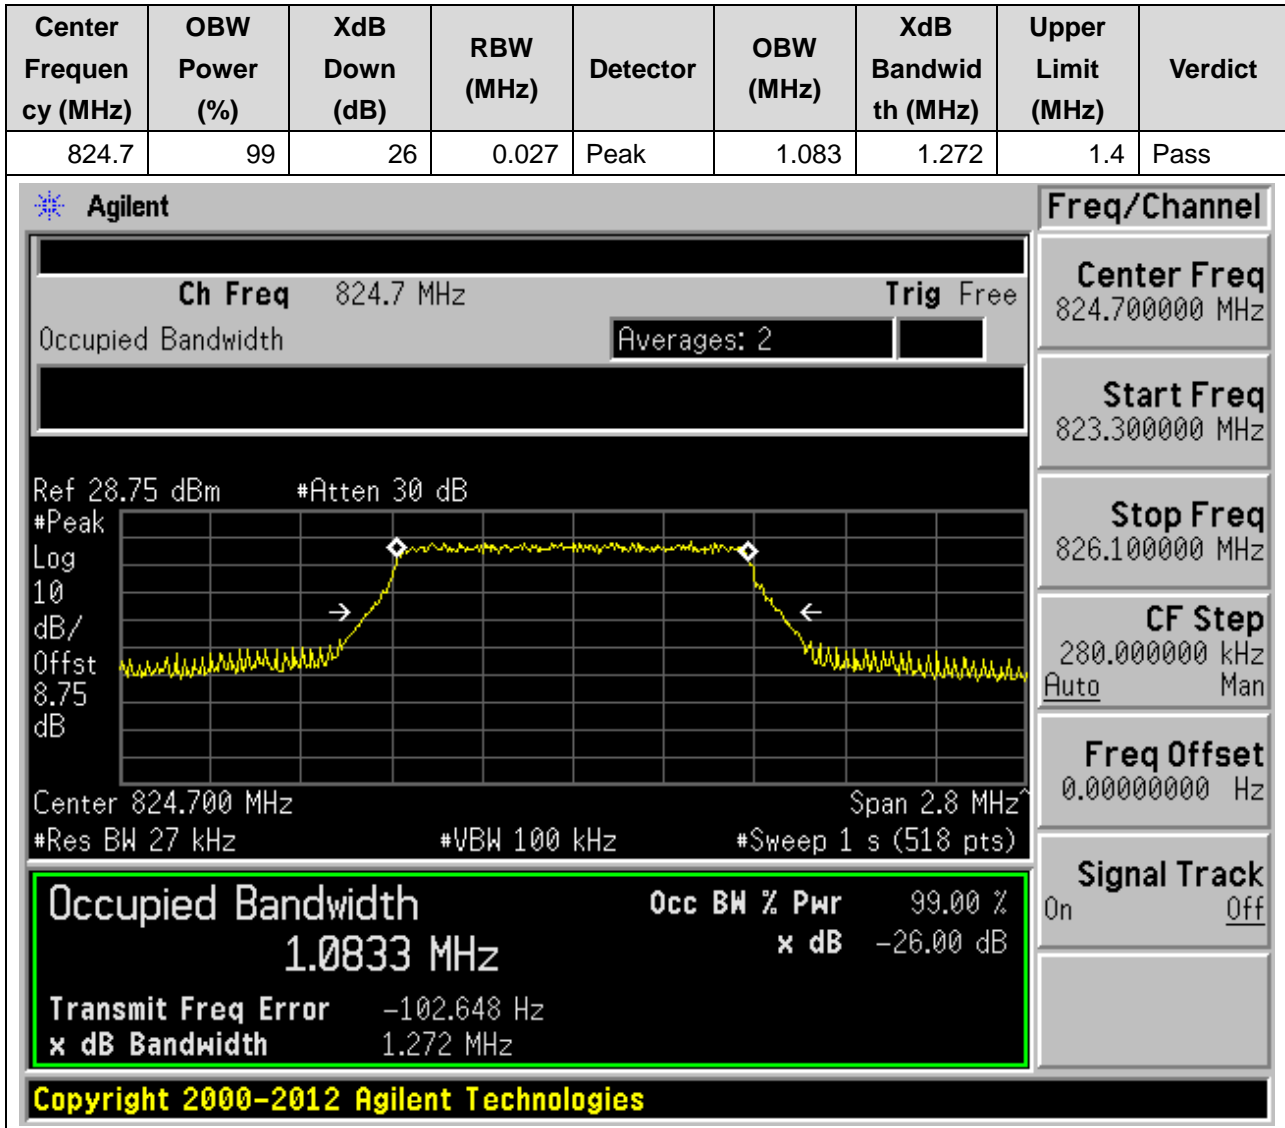 Center Frequen cy (MHz) OBW Power (%) XdB Down (dB) RBW (MHz) Detector OBW (MHz) XdB Bandwid th (MHz) Upper Limit (MHz) Verdict
824.7 99 26 0.027 Peak 1.083 1.272 1.4 Pass
Agilent
Freq/Channel
Ch Freq 824.7 MHz Trig Free
Occupied Bandwidth Averages: 2
Center Freq
824.700000 MHz
Start Freq
823.300000 MHz
Stop Freq
826.100000 MHz
CF Step
280.000000 kHz
Auto Man
Freq Offset
0.00000000 Hz
Signal Track
On Off
Ref 28.75 dBm #Atten 30 dB
#Peak
Log
10
dB/
Offst
8.75
dB
Center 824.700 MHz Span 2.8 MHz^
#Res BW 27 kHz #VBW 100 kHz #Sweep 1 s (518 pts)
Occupied Bandwidth Occ BW % Pwr 99.00 %
1.0833 MHz x dB -26.00 dB
Transmit Freq Error -102.648 Hz
x dB Bandwidth 1.272 MHz
Copyright 2000-2012 Agilent Technologies